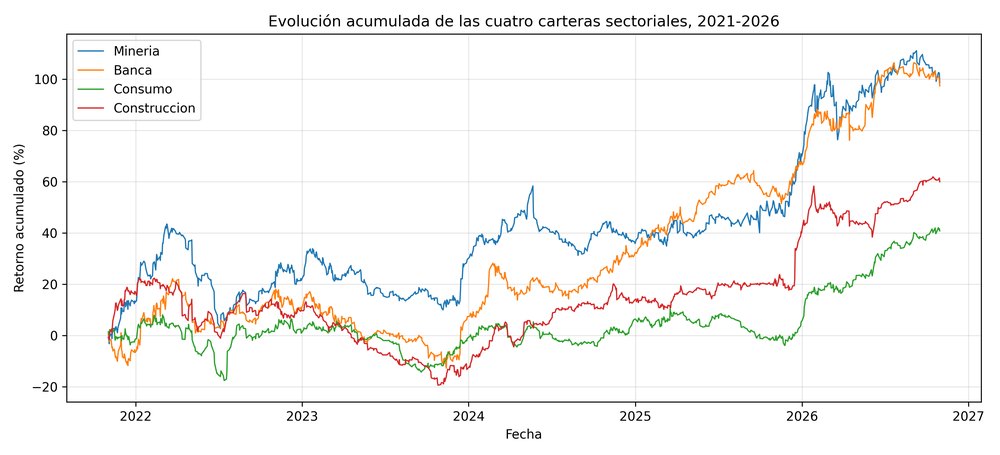 Evolución acumulada de las cuatro carteras sectoriales, 2021-2026
Mineria
Banca
Consumo
Construccion
Retorno acumulado (%)
100
80
60
40
20
0
−20
2022
2023
2024
2025
2026
2027
Fecha